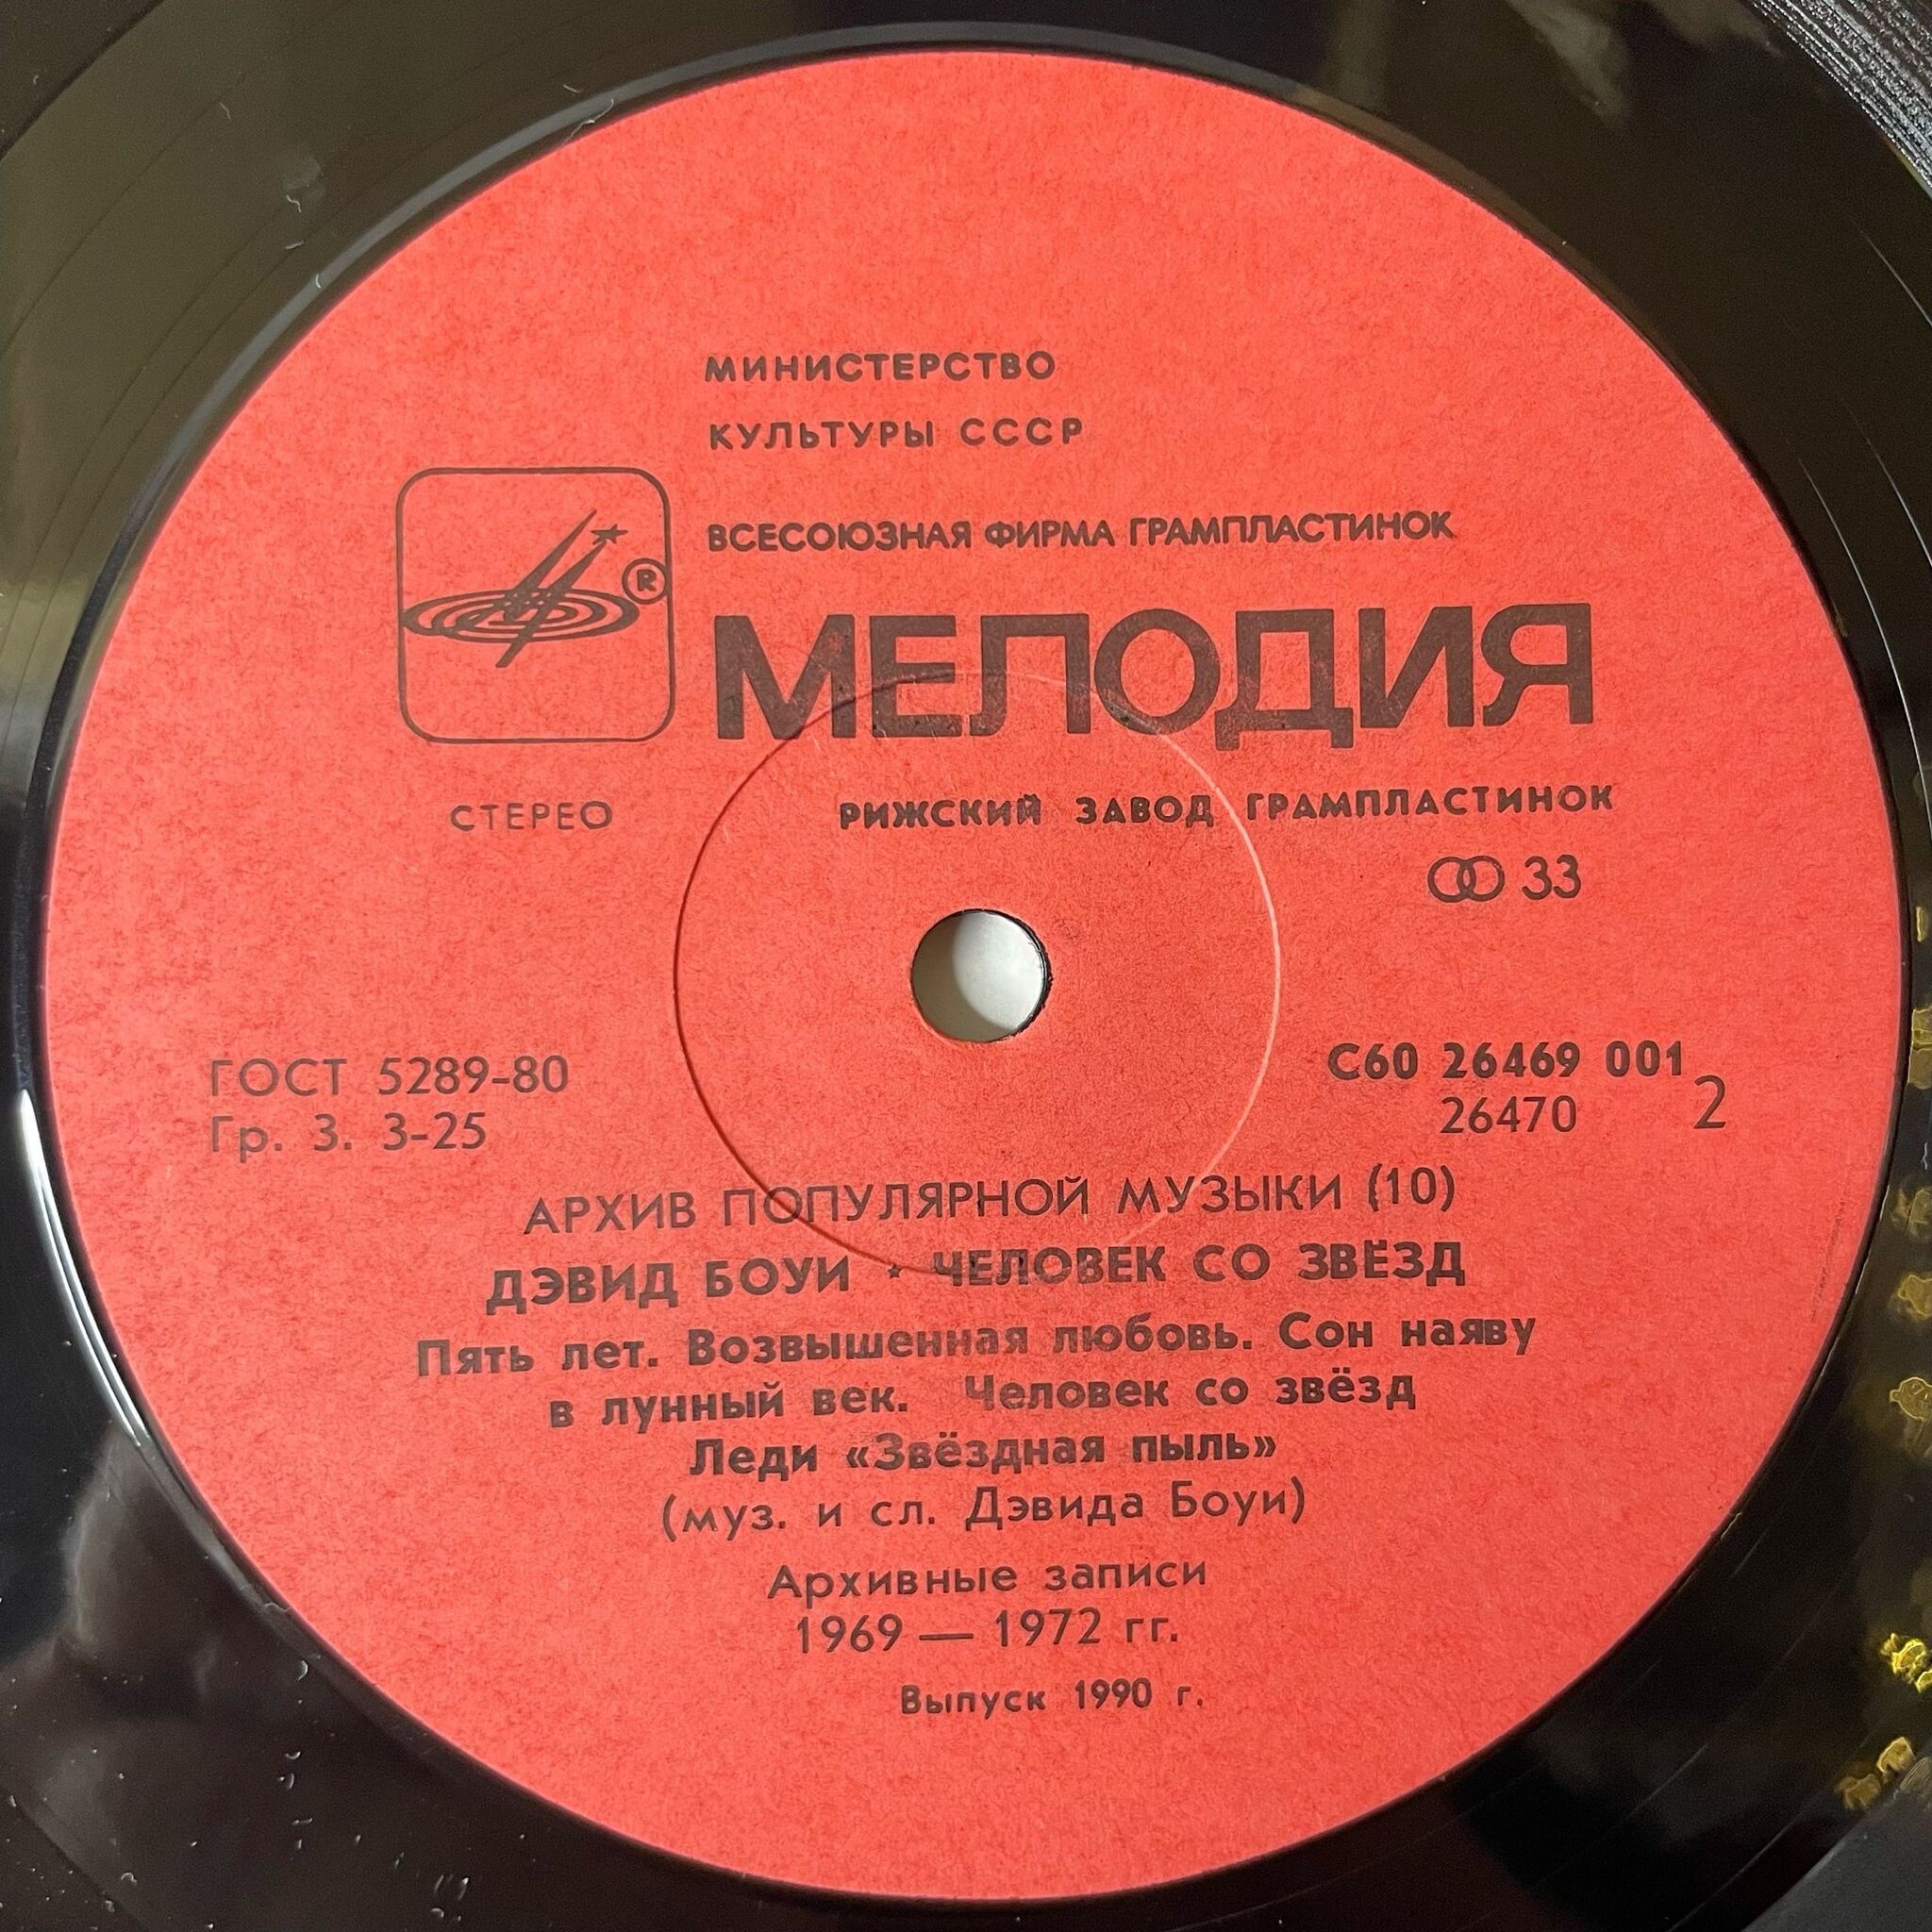 МИНИСТЕРСТВО
КУЛЬТУРЫ СССР
ВСЕСОЮЗНАЯ ФИРМА ГРАМПЛАСТИНОК
®
МЕЛОДИЯ
СТЕРЕО
РИЖСКИЙ ЗАВОД ГРАМПЛАСТИНОК
33
ГОСТ 5289-80
Гр. 3. 3-25
С60 26469 001
26470
2
АРХИВ ПОПУЛЯРНОЙ МУЗЫКИ (10)
ДЭВИД БОУИ ⋆ ЧЕЛОВЕК СО ЗВЁЗД
Пять лет. Возвышенная любовь. Сон наяву
в лунный век. Человек со звёзд
Леди «Звёздная пыль»
(муз. и сл. Дэвида Боуи)
Архивные записи
1969 — 1972 гг.
Выпуск 1990 г.